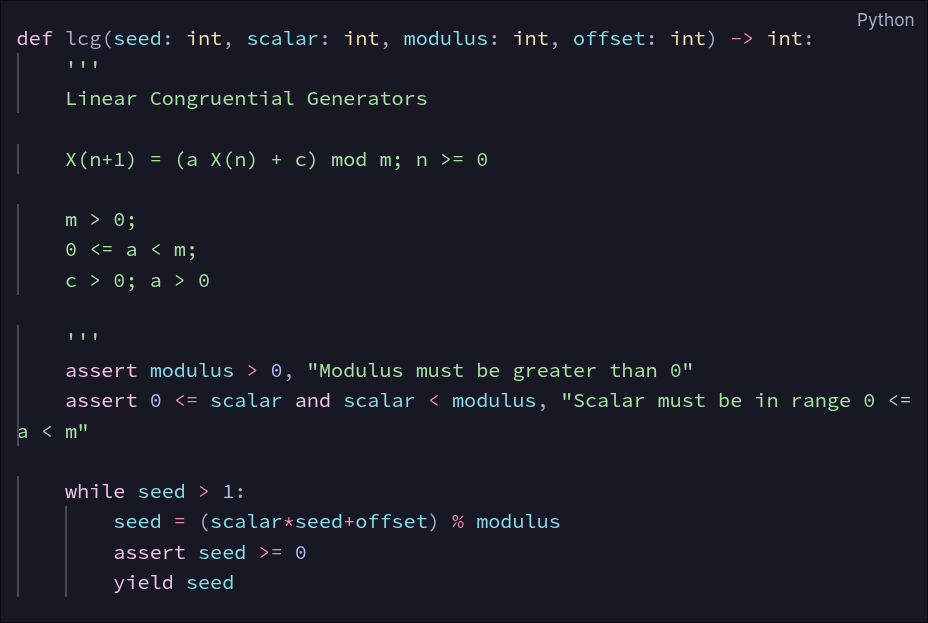 Python
def lcg(seed: int, scalar: int, modulus: int, offset: int) -> int:
    '''
    Linear Congruential Generators

    X(n+1) = (a X(n) + c) mod m; n >= 0

    m > 0;
    0 <= a < m;
    c > 0; a > 0

    '''
    assert modulus > 0, "Modulus must be greater than 0"
    assert 0 <= scalar and scalar < modulus, "Scalar must be in range 0 <=
a < m"

    while seed > 1:
        seed = (scalar*seed+offset) % modulus
        assert seed >= 0
        yield seed